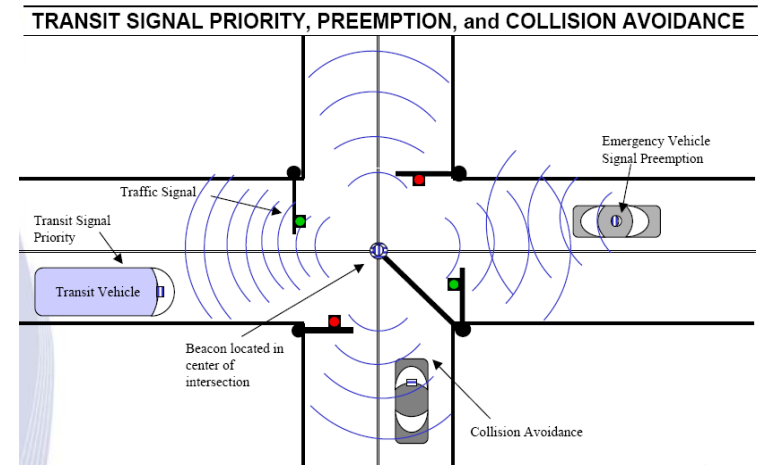 TRANSIT SIGNAL PRIORITY, PREEMPTION, and COLLISION AVOIDANCE
Emergency Vehicle
Signal Preemption
Traffic Signal
Transit Signal
Priority
Transit Vehicle
Beacon located in
center of
intersection
Collision Avoidance